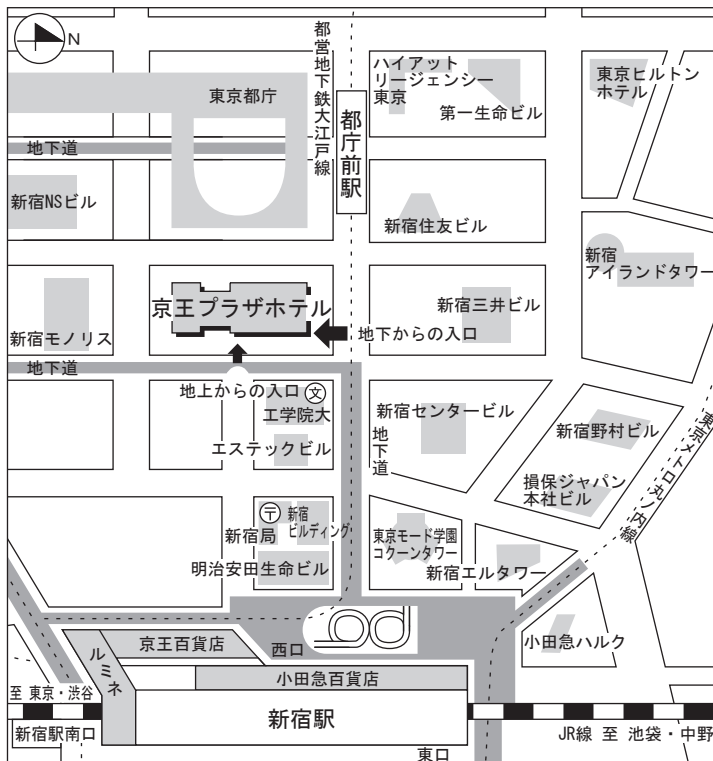 N
都営地下鉄大江戸線
ハイアット
リージェンシー
東京
東京ヒルトン
ホテル
東京都庁
第一生命ビル
都庁前駅
地下道
新宿NSビル
新宿住友ビル
新宿
アイランドタワー
京王プラザホテル
新宿三井ビル
新宿モノリス
地下からの入口
地下道
地上からの入口
文
工学院大
新宿センタービル
地下道
新宿野村ビル
東京メトロ丸ノ内線
エステックビル
損保ジャパン
本社ビル
〒
新宿局
新宿
ビルディング
東京モード学園
コクーンタワー
明治安田生命ビル
新宿エルタワー
小田急ハルク
ルミネ
京王百貨店
西口
小田急百貨店
至 東京・渋谷
新宿駅
新宿駅南口
JR線 至 池袋・中野
東口